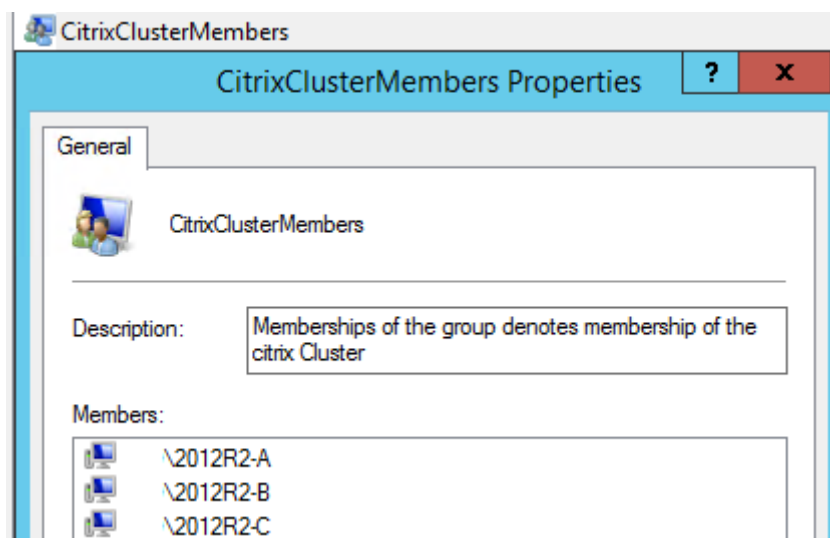 CitrixClusterMembers
CitrixClusterMembers Properties ? x
General
CitrixClusterMembers
Description: Memberships of the group denotes membership of the
citrix Cluster
Members:
\2012R2-A
\2012R2-B
\2012R2-C